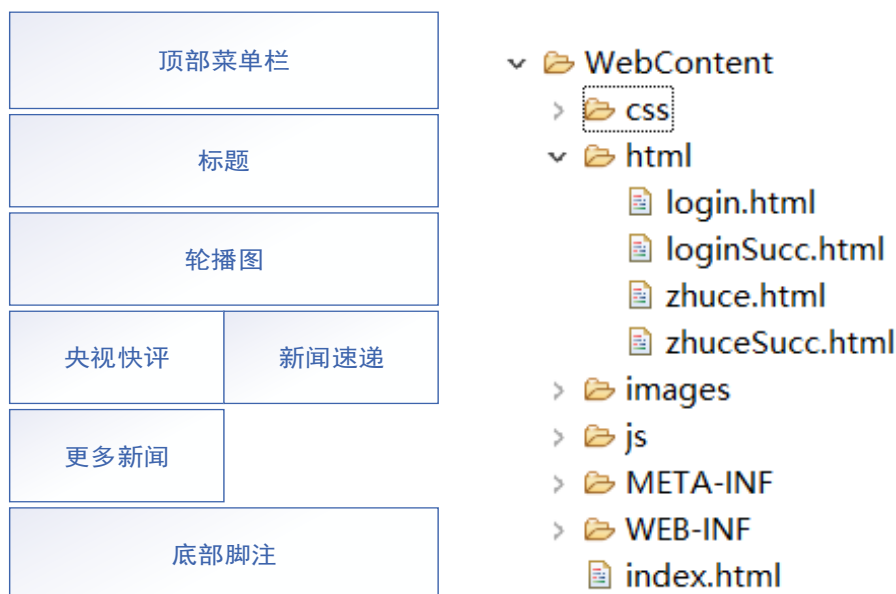 顶部菜单栏
标题
轮播图
央视快评
新闻速递
更多新闻
底部脚注
WebContent
css
html
login.html
loginSucc.html
zhuce.html
zhuceSucc.html
images
js
META-INF
WEB-INF
index.html